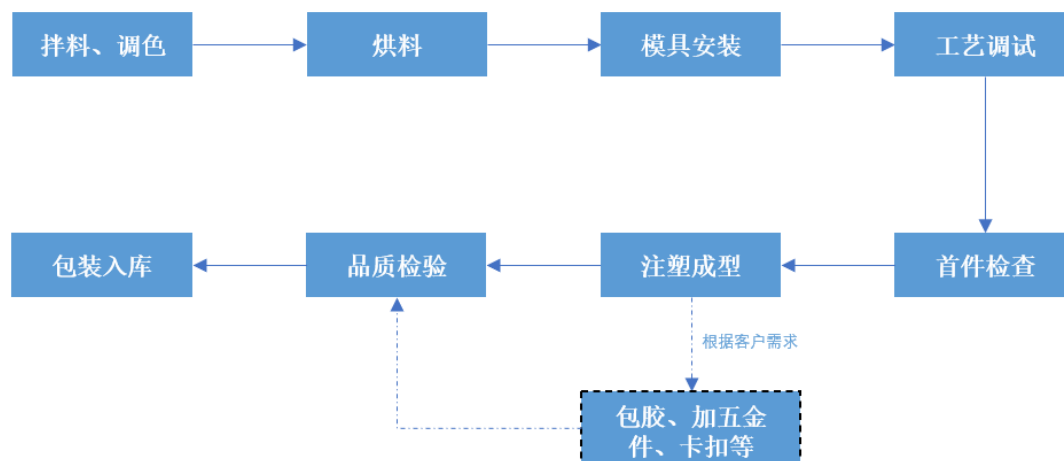 拌料、调色
烘料
模具安装
工艺调试
包装入库
品质检验
注塑成型
首件检查
根据客户需求
包胶、加五金
件、卡扣等